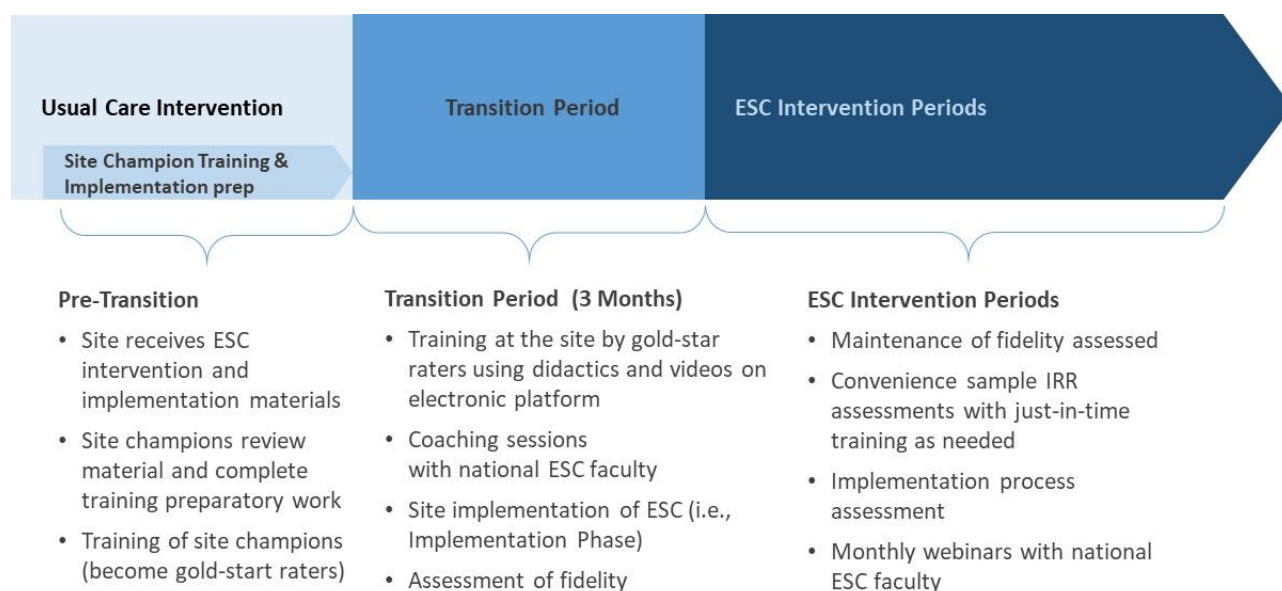 Usual Care Intervention
Transition Period
ESC Intervention Periods
Site Champion Training &
Implementation prep
Pre-Transition
• Site receives ESC
intervention and
implementation materials
• Site champions review
material and complete
training preparatory work
• Training of site champions
(become gold-start raters)
Transition Period (3 Months)
• Training at the site by gold-star
raters using didactics and videos on
electronic platform
• Coaching sessions
with national ESC faculty
• Site implementation of ESC (i.e.,
Implementation Phase)
• Assessment of fidelity
ESC Intervention Periods
• Maintenance of fidelity assessed
• Convenience sample IRR
assessments with just-in-time
training as needed
• Implementation process
assessment
• Monthly webinars with national
ESC faculty